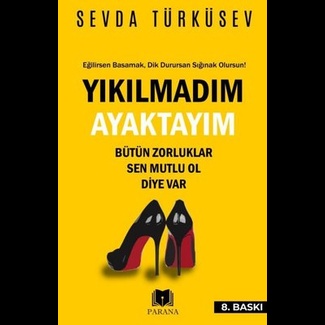 SEVDA TÜRKÜSEV
Eğilirsen Basamak, Dik Durursan Sığınak Olursun!
YIKILMADIM
AYAKTAYIM
BÜTÜN ZORLUKLAR
SEN MUTLU OL
DİYE VAR
PARANA
8. BASKI